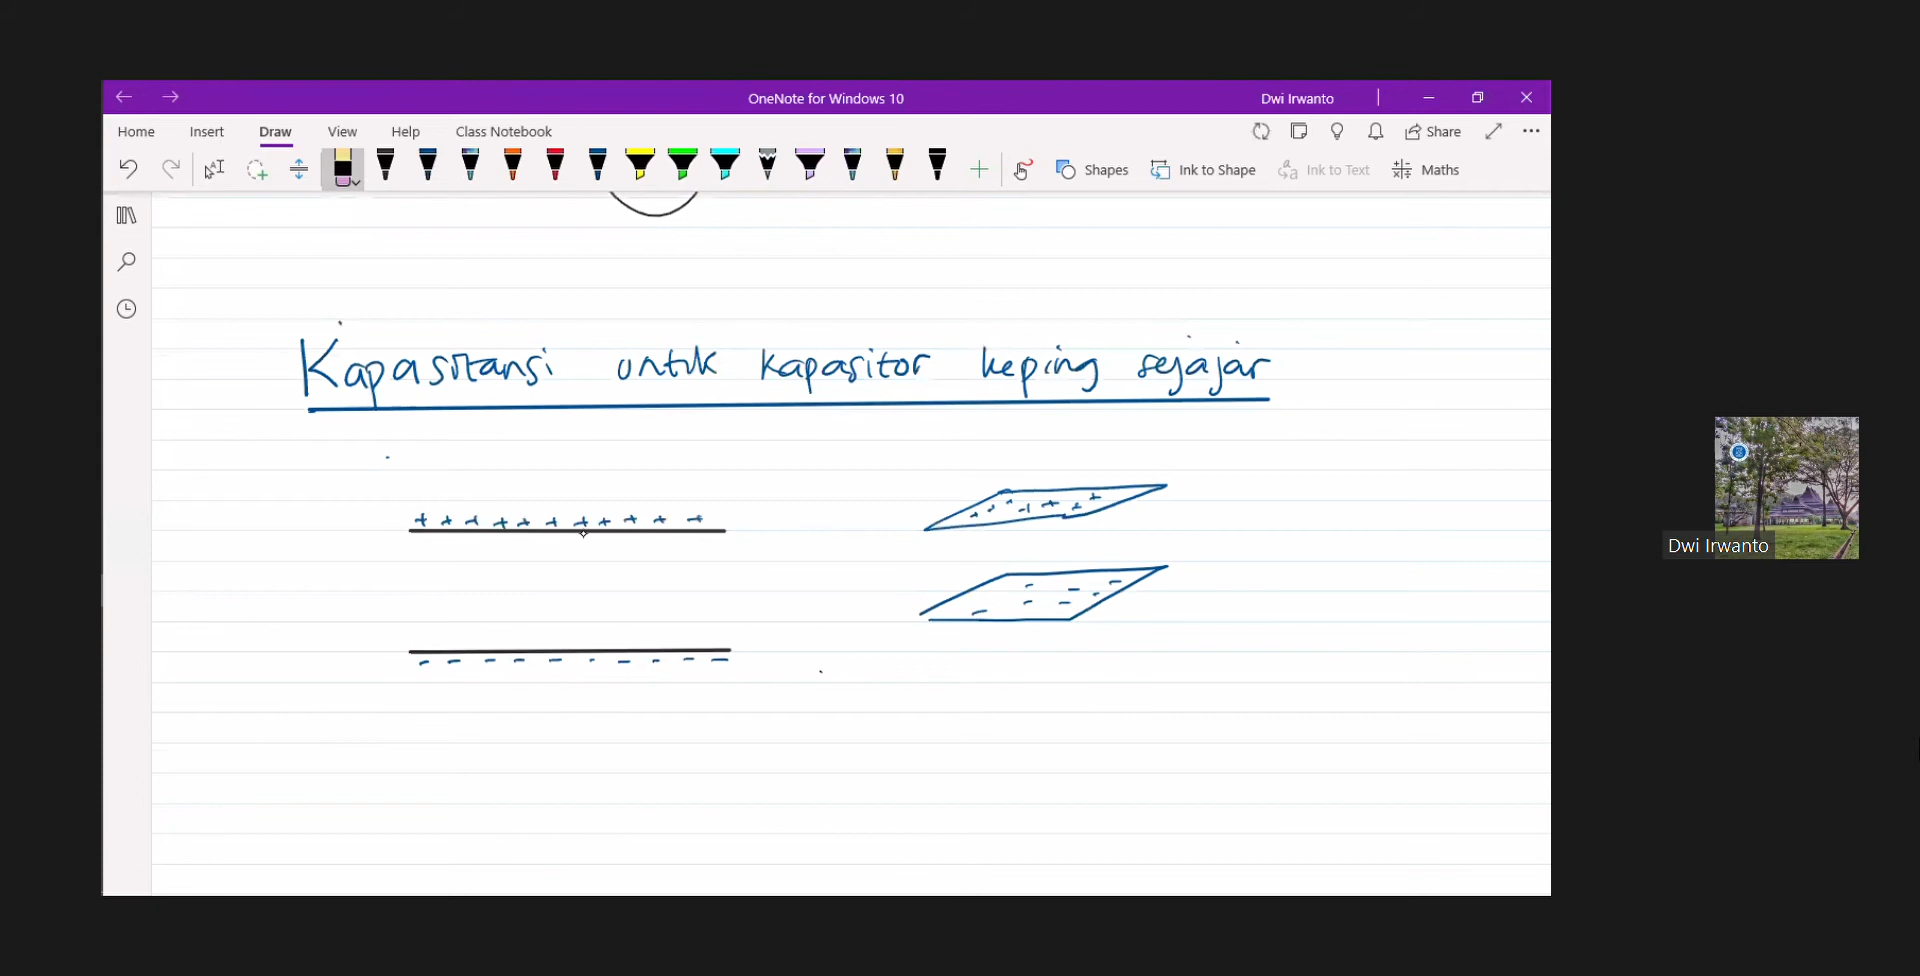 OneNote for Windows 10
Dwi Irwanto
Home Insert Draw View Help Class Notebook
Share
Shapes Ink to Shape Ink to Text Maths
Kapasitansi untuk kapasitor keping sejajar
+ + + + + + + + + + +
+ + + + + + +
- - - - - - -
- - - - - - - - - -
Dwi Irwanto